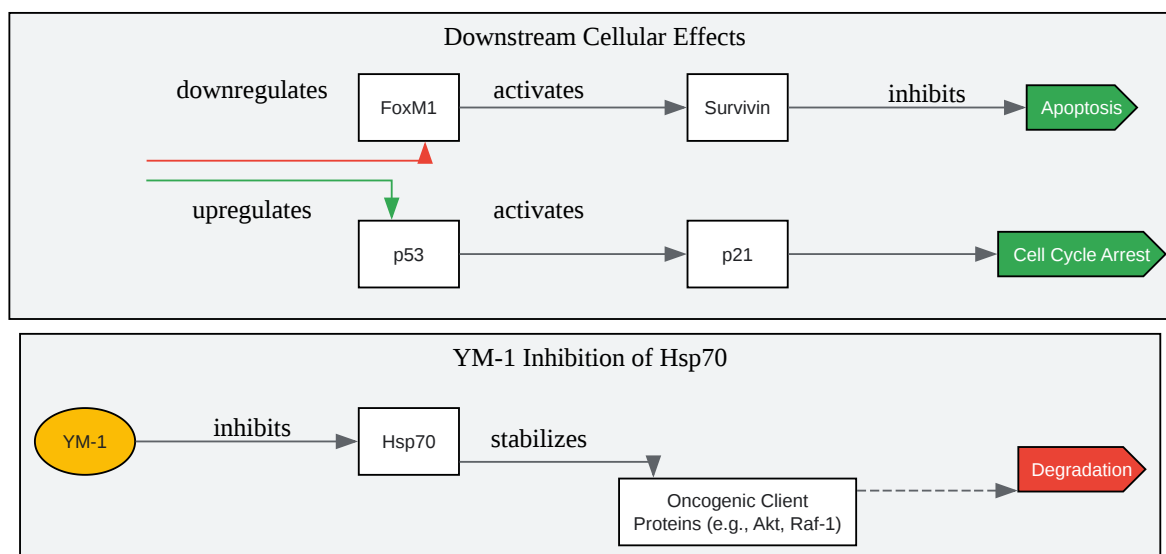 Downstream Cellular Effects
downregulates
FoxM1
activates
Survivin
inhibits
Apoptosis
upregulates
p53
activates
p21
Cell Cycle Arrest
YM-1 Inhibition of Hsp70
YM-1
inhibits
Hsp70
stabilizes
Oncogenic Client
Proteins (e.g., Akt, Raf-1)
Degradation